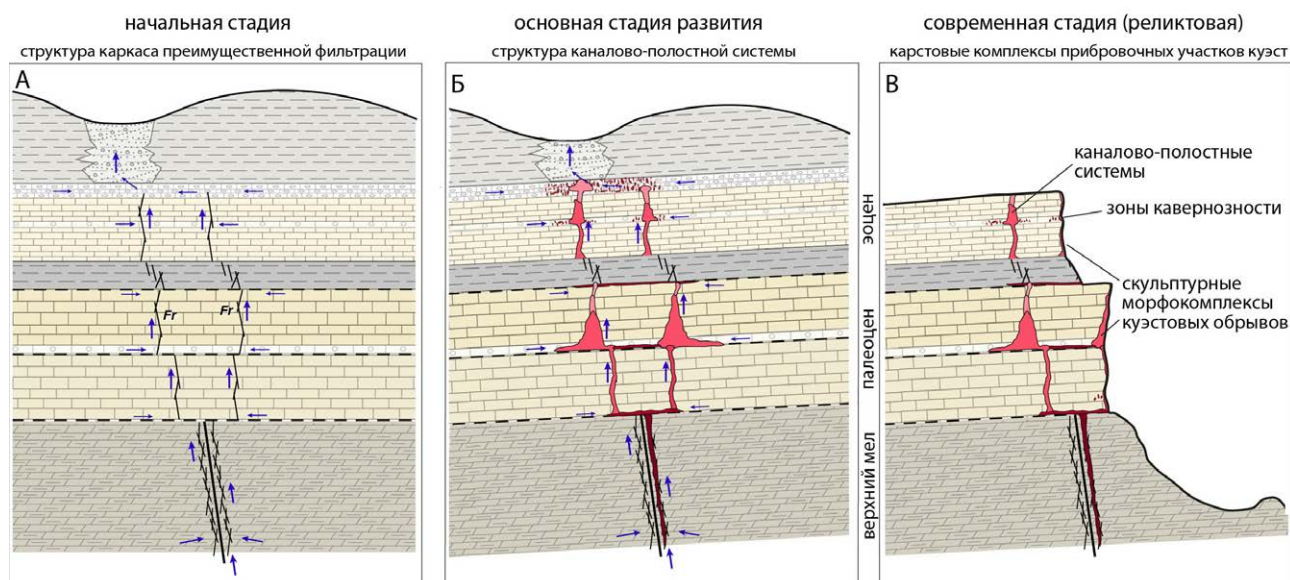 начальная стадия
структура каркаса преимущественной фильтрации
А
Fr
Fr
основная стадия развития
структура каналово-полостной системы
Б
эоцен
палеоцен
верхний мел
современная стадия (реликтовая)
карстовые комплексы прибровочных участков куэст
В
каналово-полостные
системы
зоны кавернозности
скульптурные
морфокомплексы
куэстовых обрывов